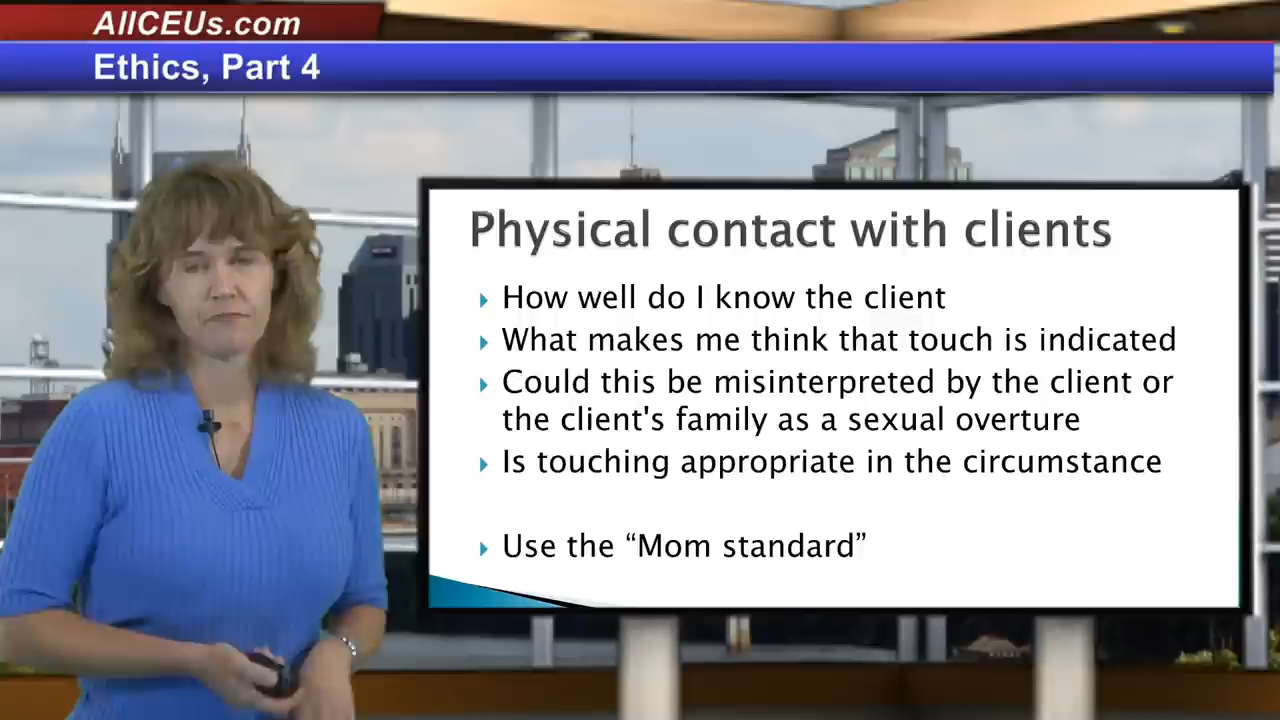 AllCEUs.com
Ethics, Part 4
Physical contact with clients
How well do I know the client
What makes me think that touch is indicated
Could this be misinterpreted by the client or
the client's family as a sexual overture
Is touching appropriate in the circumstance
Use the “Mom standard”